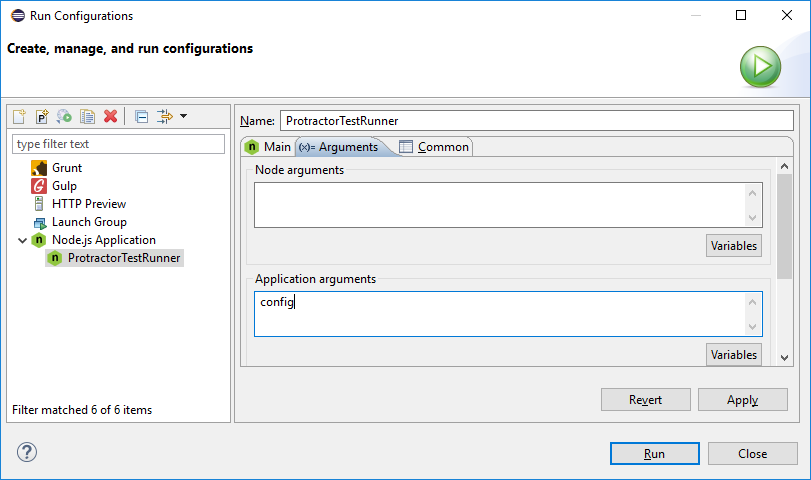 Run Configurations
Create, manage, and run configurations
type filter text
Grunt
Gulp
HTTP Preview
Launch Group
Node.js Application
ProtractorTestRunner
Filter matched 6 of 6 items
Name: ProtractorTestRunner
Main (x)= Arguments Common
Node arguments
Variables
Application arguments
config
Variables
Revert Apply
Run Close